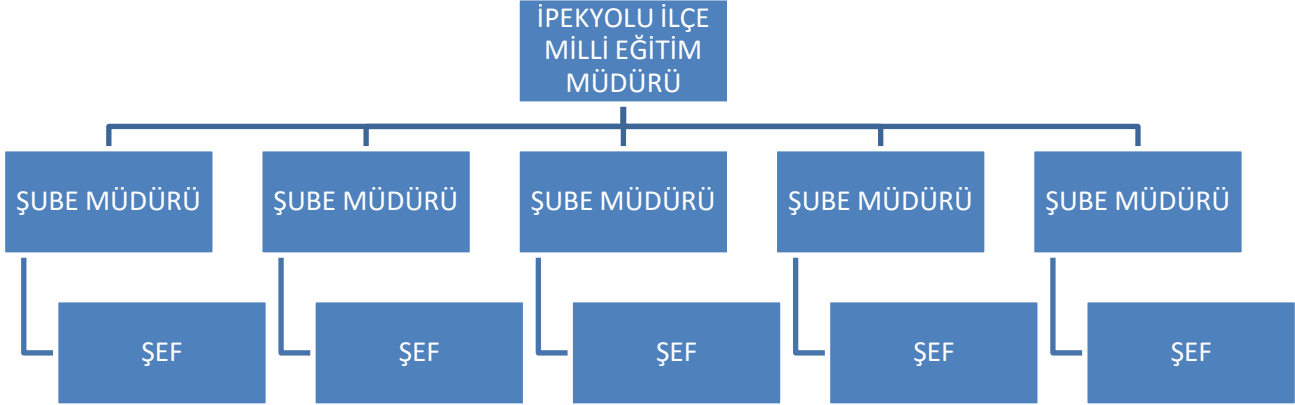 İPEKYOLU İLÇE
MİLLİ EĞİTİM
MÜDÜRÜ
ŞUBE MÜDÜRÜ
ŞUBE MÜDÜRÜ
ŞUBE MÜDÜRÜ
ŞUBE MÜDÜRÜ
ŞUBE MÜDÜRÜ
ŞEF
ŞEF
ŞEF
ŞEF
ŞEF